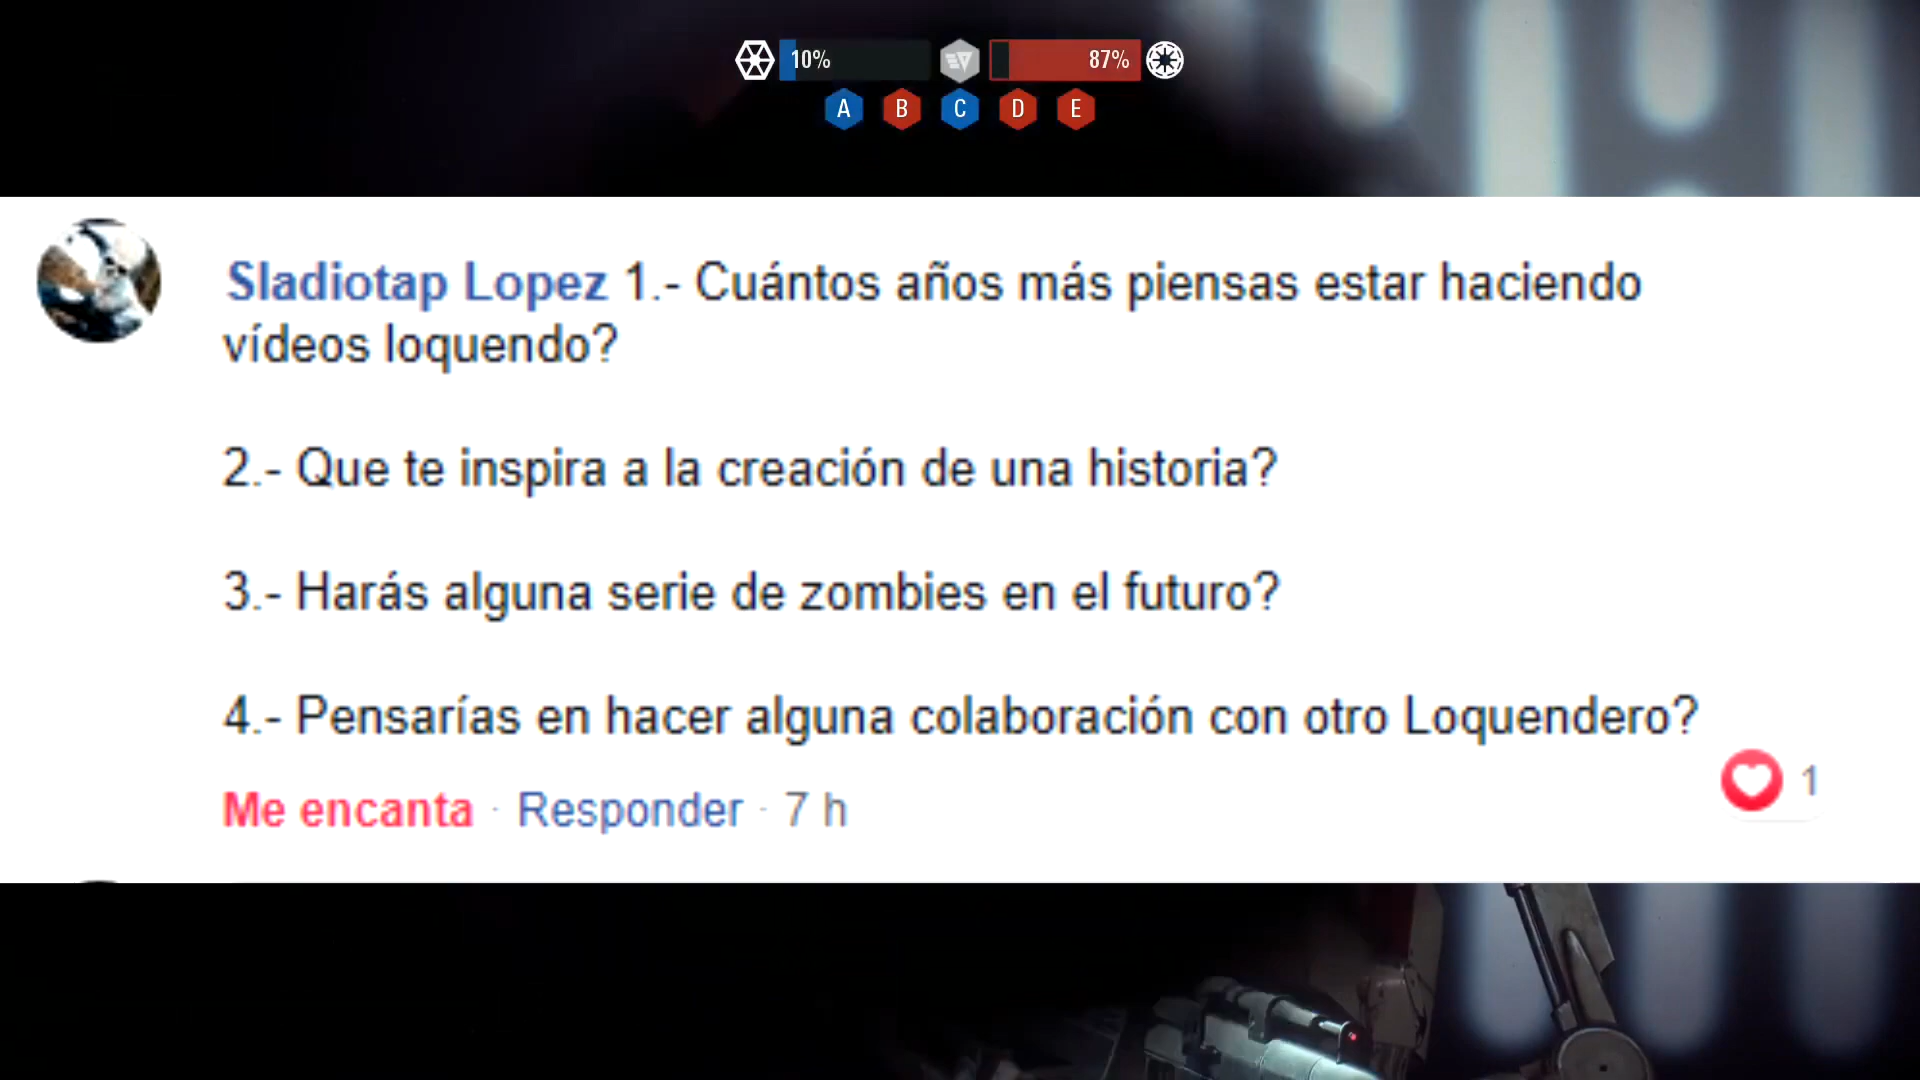 10% 87%
A B C D E
Sladiotap Lopez 1.- Cuántos años más piensas estar haciendo
vídeos loquendo?
2.- Que te inspira a la creación de una historia?
3.- Harás alguna serie de zombies en el futuro?
4.- Pensarías en hacer alguna colaboración con otro Loquendero?
1
Me encanta · Responder · 7 h